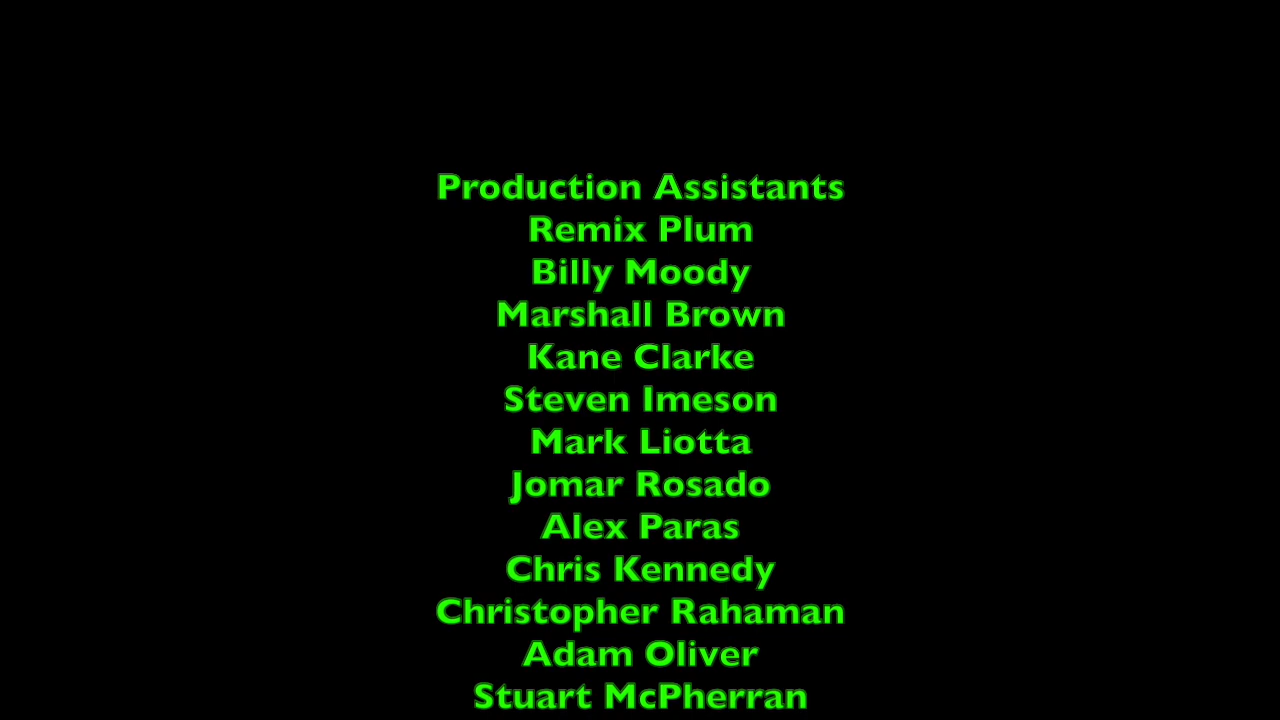 Production Assistants
Remix Plum
Billy Moody
Marshall Brown
Kane Clarke
Steven Imeson
Mark Liotta
Jomar Rosado
Alex Paras
Chris Kennedy
Christopher Rahaman
Adam Oliver
Stuart McPherran